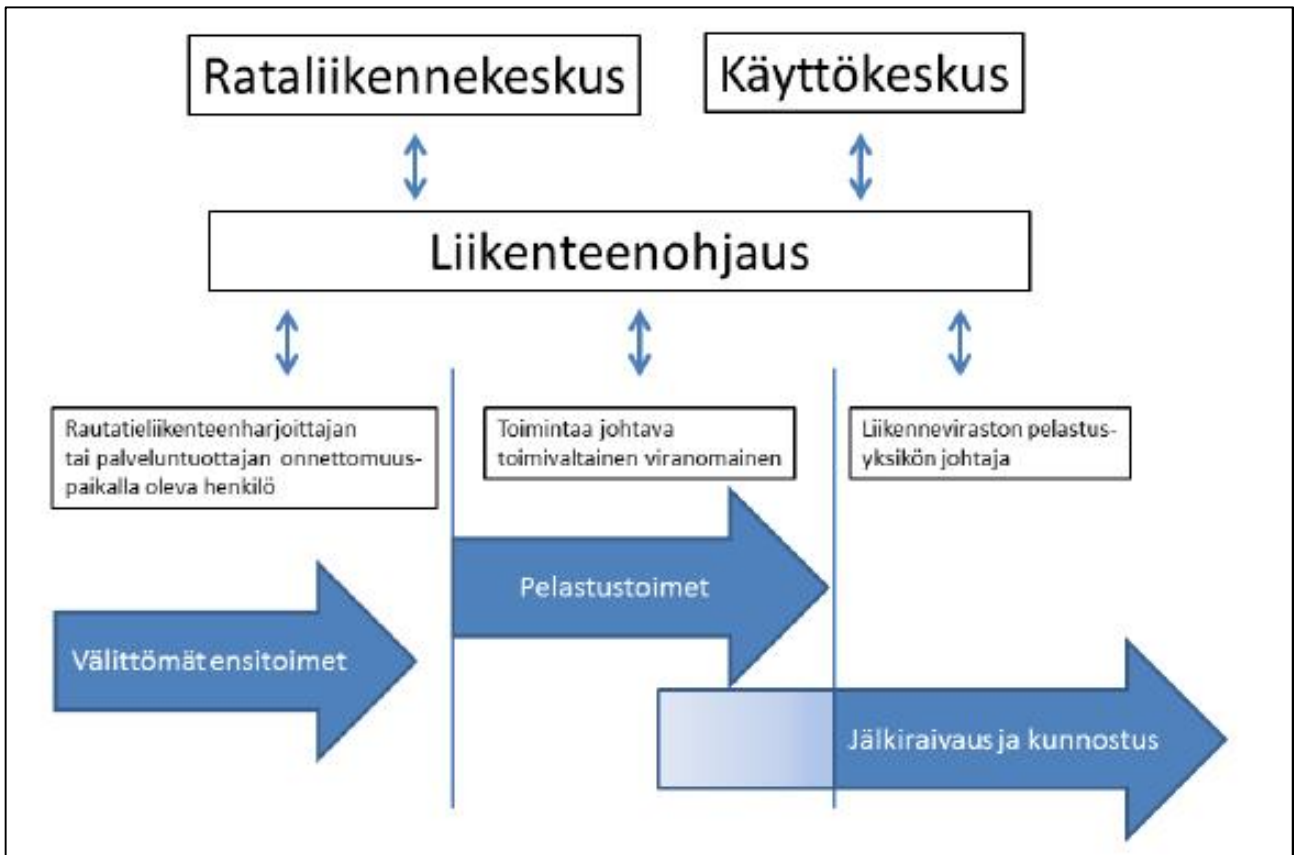 Rataliikennekeskus
Käyttökeskus
Liikenteenohjaus
Rautatieliikenteenharjoittajan
tai palveluntuottajan onnettomuus-
paikalla oleva henkilö
Toimintaa johtava
toimivaltainen viranomainen
Liikenneviraston pelastus-
yksikön johtaja
Välittömät ensitoimet
Pelastustoimet
Jälkiraivaus ja kunnostus